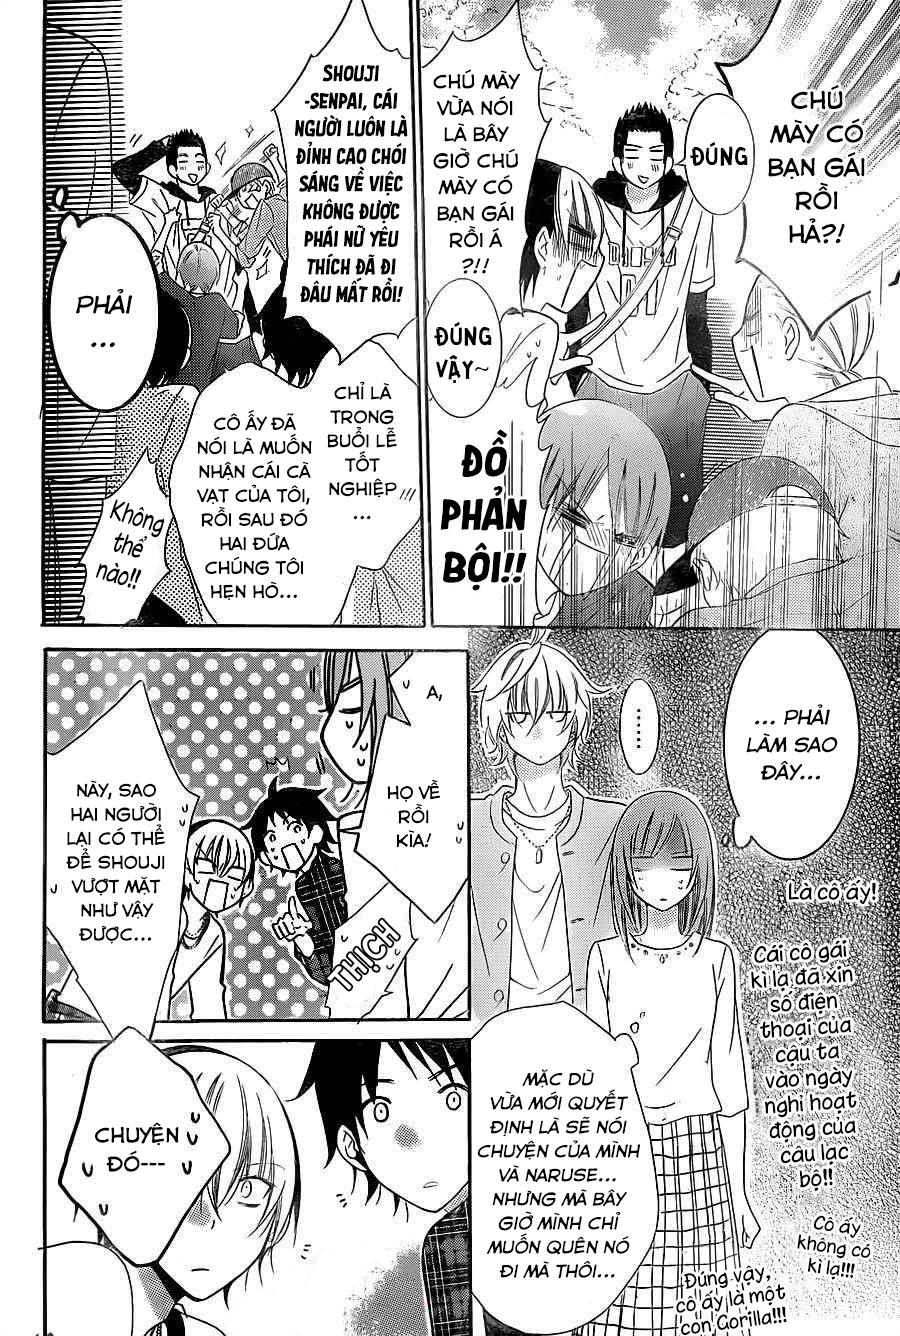 CHÚ
MÀY CÓ
BẠN GÁI
RỒI
HẢ?!
ĐÚNG
CHÚ MÀY
VỪA NÓI
LÀ BÂY
GIỜ CHÚ
MÀY CÓ
BẠN GÁI
RỒI Á
?!!
ĐÚNG
VẬY~
ĐỒ
PHẢN
BỘI!!
SHOUJI
-SENPAI, CÁI
NGƯỜI LUÔN LÀ
ĐỈNH CAO CHÓI
SÁNG VỀ VIỆC
KHÔNG ĐƯỢC
PHÁI NỮ YÊU
THÍCH ĐÃ ĐI
ĐÂU MẤT RỒI!
CHỈ LÀ
TRONG
BUỔI LỄ
TỐT
NGHIỆP
...
CÔ ẤY ĐÃ
NÓI LÀ MUỐN
NHẬN CÁI CÀ
VẠT CỦA TÔI,
RỒI SAU ĐÓ
HAI ĐỨA
CHÚNG TÔI
HẸN HÒ...
PHẢI
...
Không
thể
nào!!
... PHẢI
LÀM SAO
ĐÂY...
......
Là cô ấy!
Cái cô gái
kì lạ đã xin
số điện
thoại của
cậu ta
vào ngày
nghỉ hoạt
động của
câu lạc
bộ!!
Cô ấy
không có
kì lạ!!!
Đúng vậy,
cô ấy là một
con Gorilla!!!
MẶC DÙ
VỪA MỚI QUYẾT
ĐỊNH LÀ SẼ NÓI
CHUYỆN CỦA MÌNH
VÀ NARUSE...
NHƯNG MÀ BÂY
GIỜ MÌNH CHỈ
MUỐN QUÊN NÓ
ĐI MÀ THÔI...
A,
HỌ VỀ
RỒI
KÌA!
THỊCH
NÀY, SAO
HAI NGƯỜI
LẠI CÓ THỂ
ĐỂ SHOUJI
VƯỢT MẶT
NHƯ VẬY
ĐƯỢC...
CHUYỆN
ĐÓ---